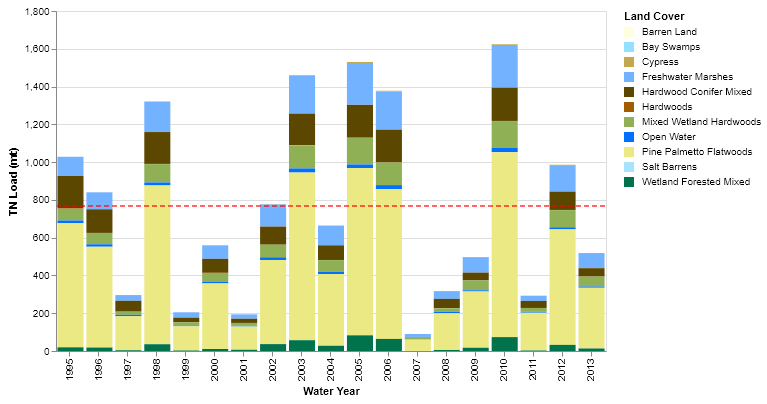 1,800
1,600
1,400
1,200
1,000
800
600
400
200
0
TN Load (mt)
1995 1996 1997 1998 1999 2000 2001 2002 2003 2004 2005 2006 2007 2008 2009 2010 2011 2012 2013
Water Year
Land Cover
Barren Land
Bay Swamps
Cypress
Freshwater Marshes
Hardwood Conifer Mixed
Hardwoods
Mixed Wetland Hardwoods
Open Water
Pine Palmetto Flatwoods
Salt Barrens
Wetland Forested Mixed